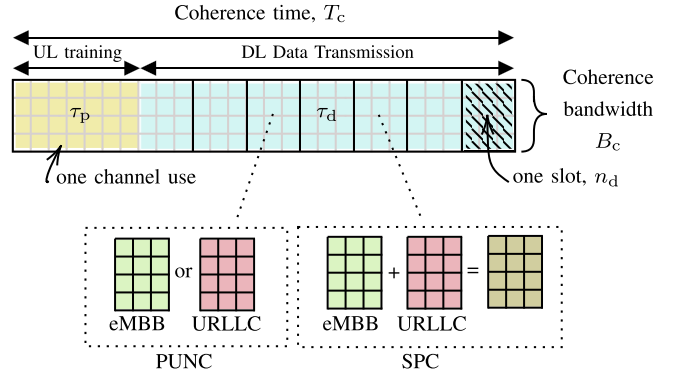 Coherence time, T_c
UL training
DL Data Transmission
τ_p
τ_d
Coherence
bandwidth
B_c
one channel use
one slot, n_d
or
+
=
eMBB
URLLC
eMBB
URLLC
PUNC
SPC